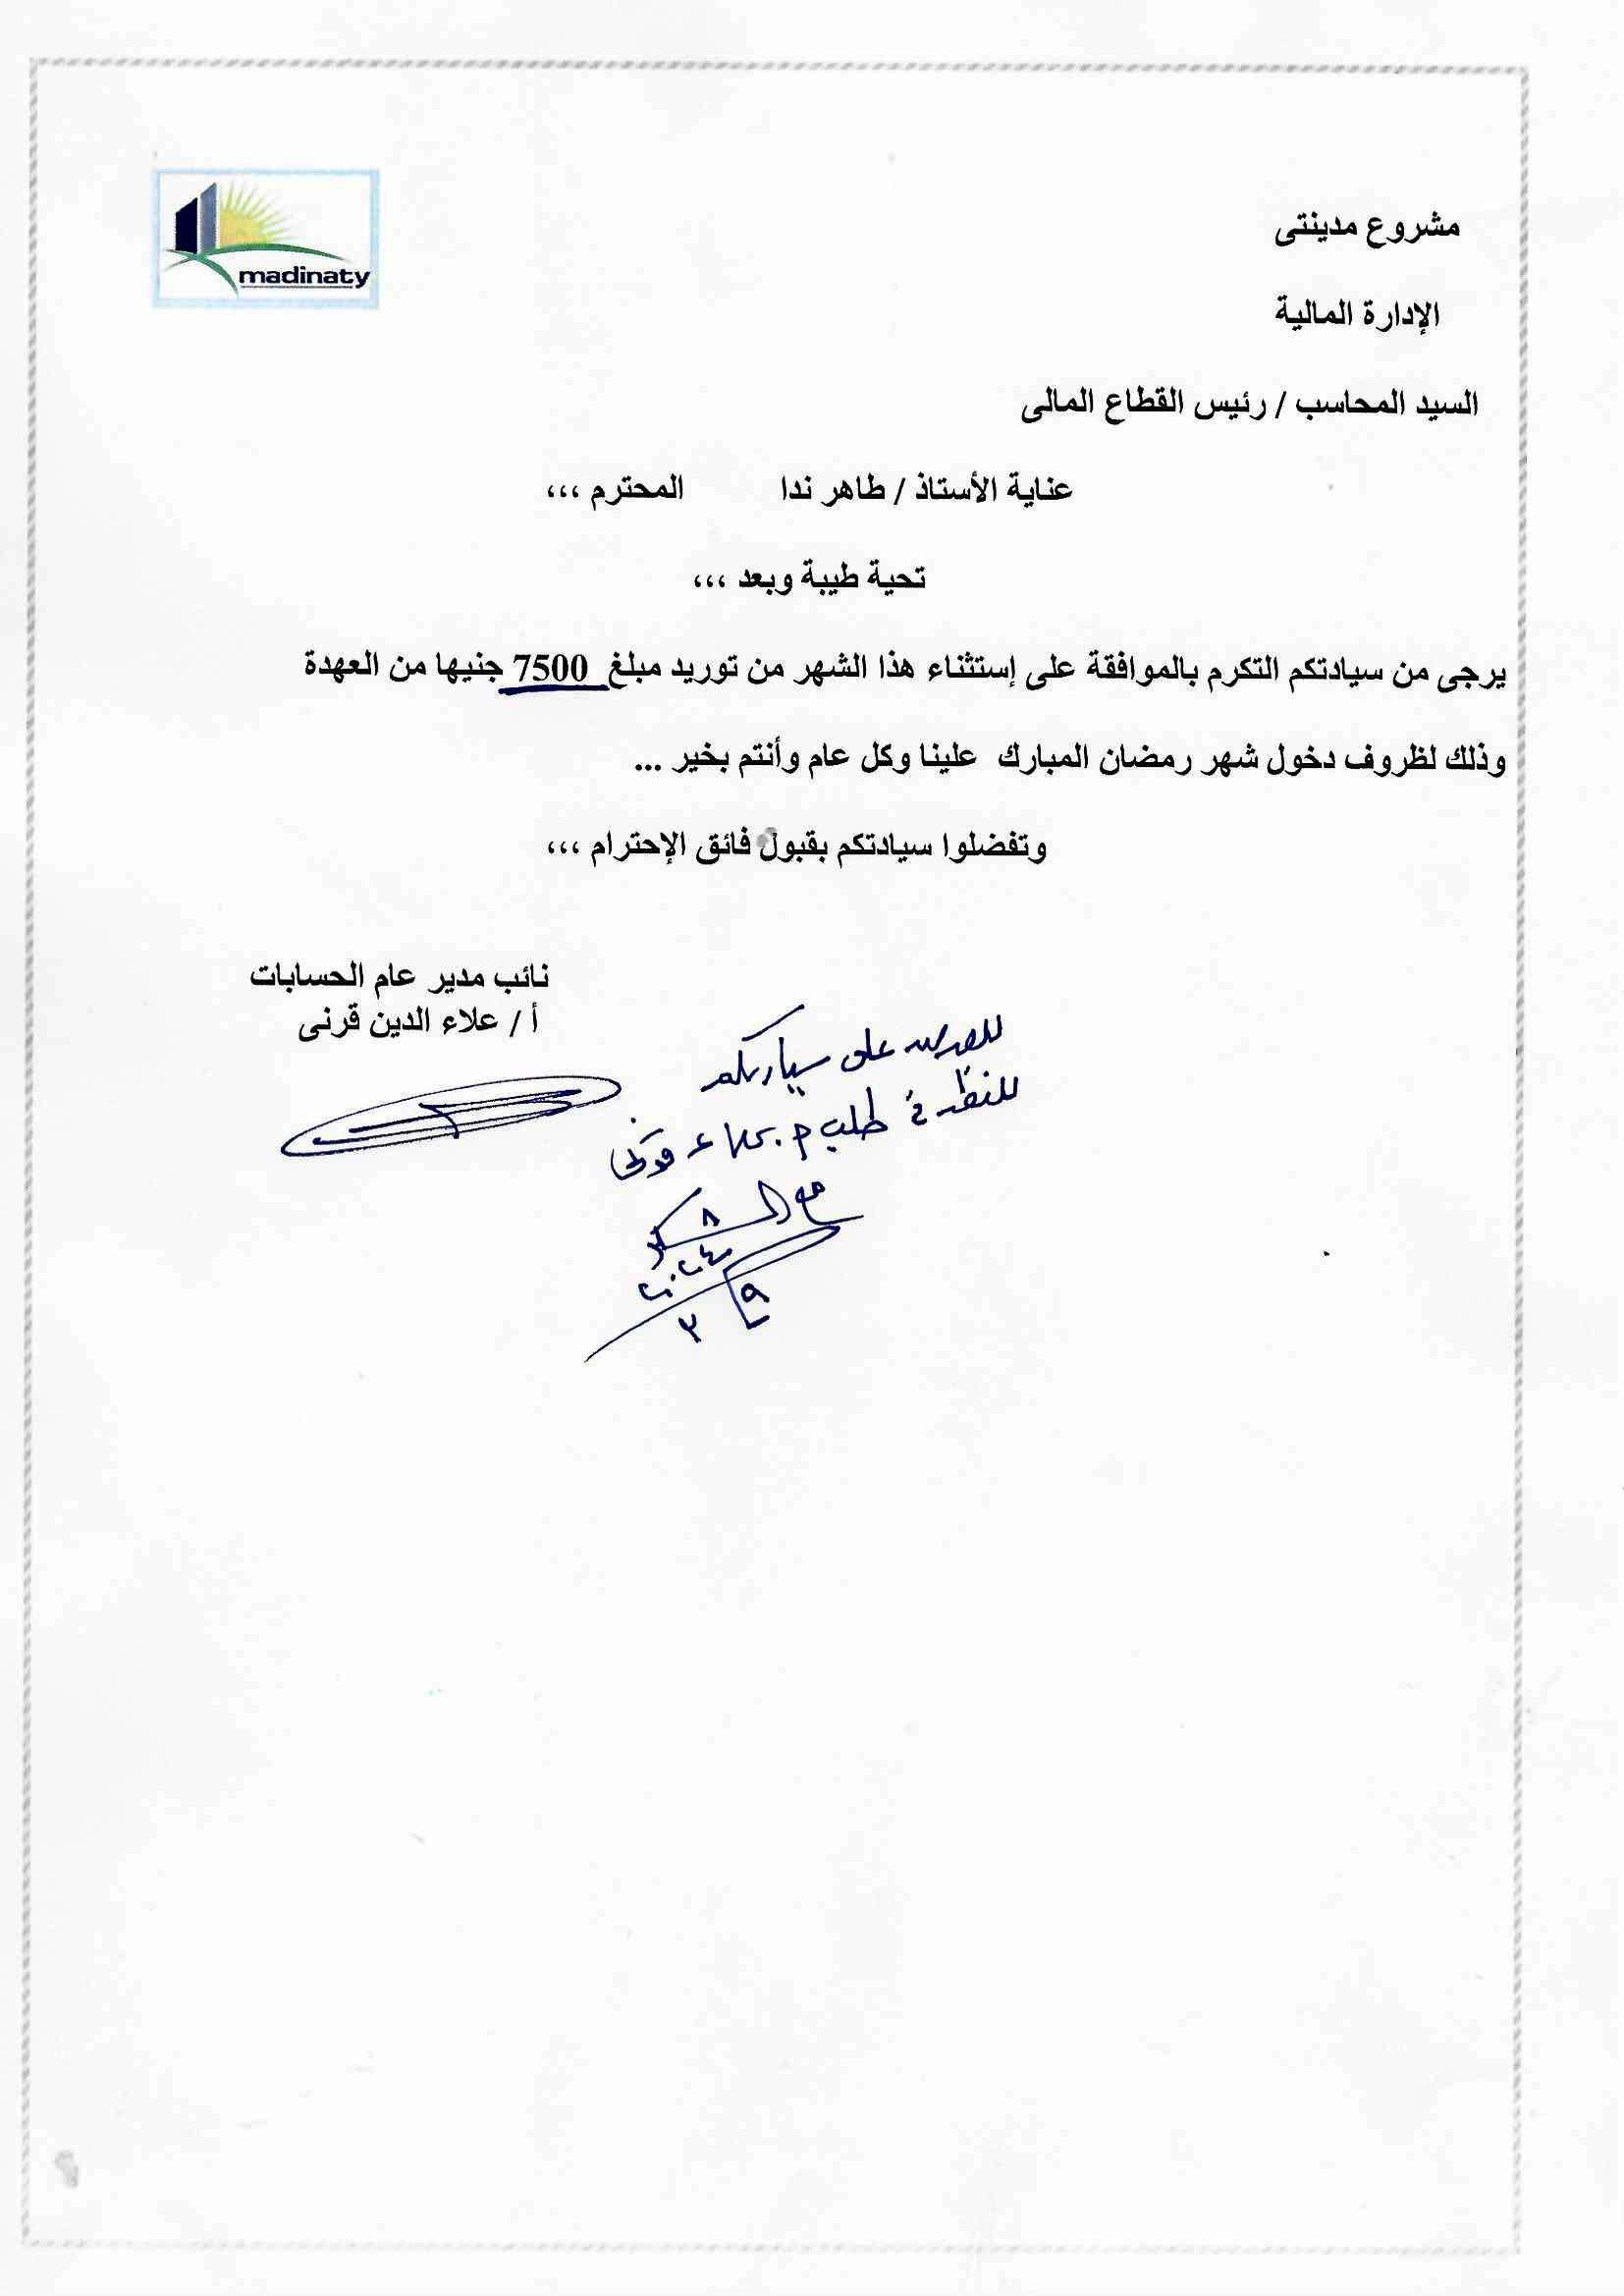 madinaty
مشروع مدينتى
الإدارة المالية
السيد المحاسب / رئيس القطاع المالى
عناية الأستاذ / طاهر ندا المحترم ،،،
تحية طيبة وبعد ،،،
يرجى من سيادتكم التكرم بالموافقة على إستثناء هذا الشهر من توريد مبلغ 7500 جنيها من العهدة
وذلك لظروف دخول شهر رمضان المبارك علينا وكل عام وأنتم بخير ...
وتفضلوا سيادتكم بقبول فائق الإحترام ،،،
نائب مدير عام الحسابات
أ / علاء الدين قرنى
للعرض على سيادتكم
للنظر في طلب م. علاء قرنى
مع الشكر